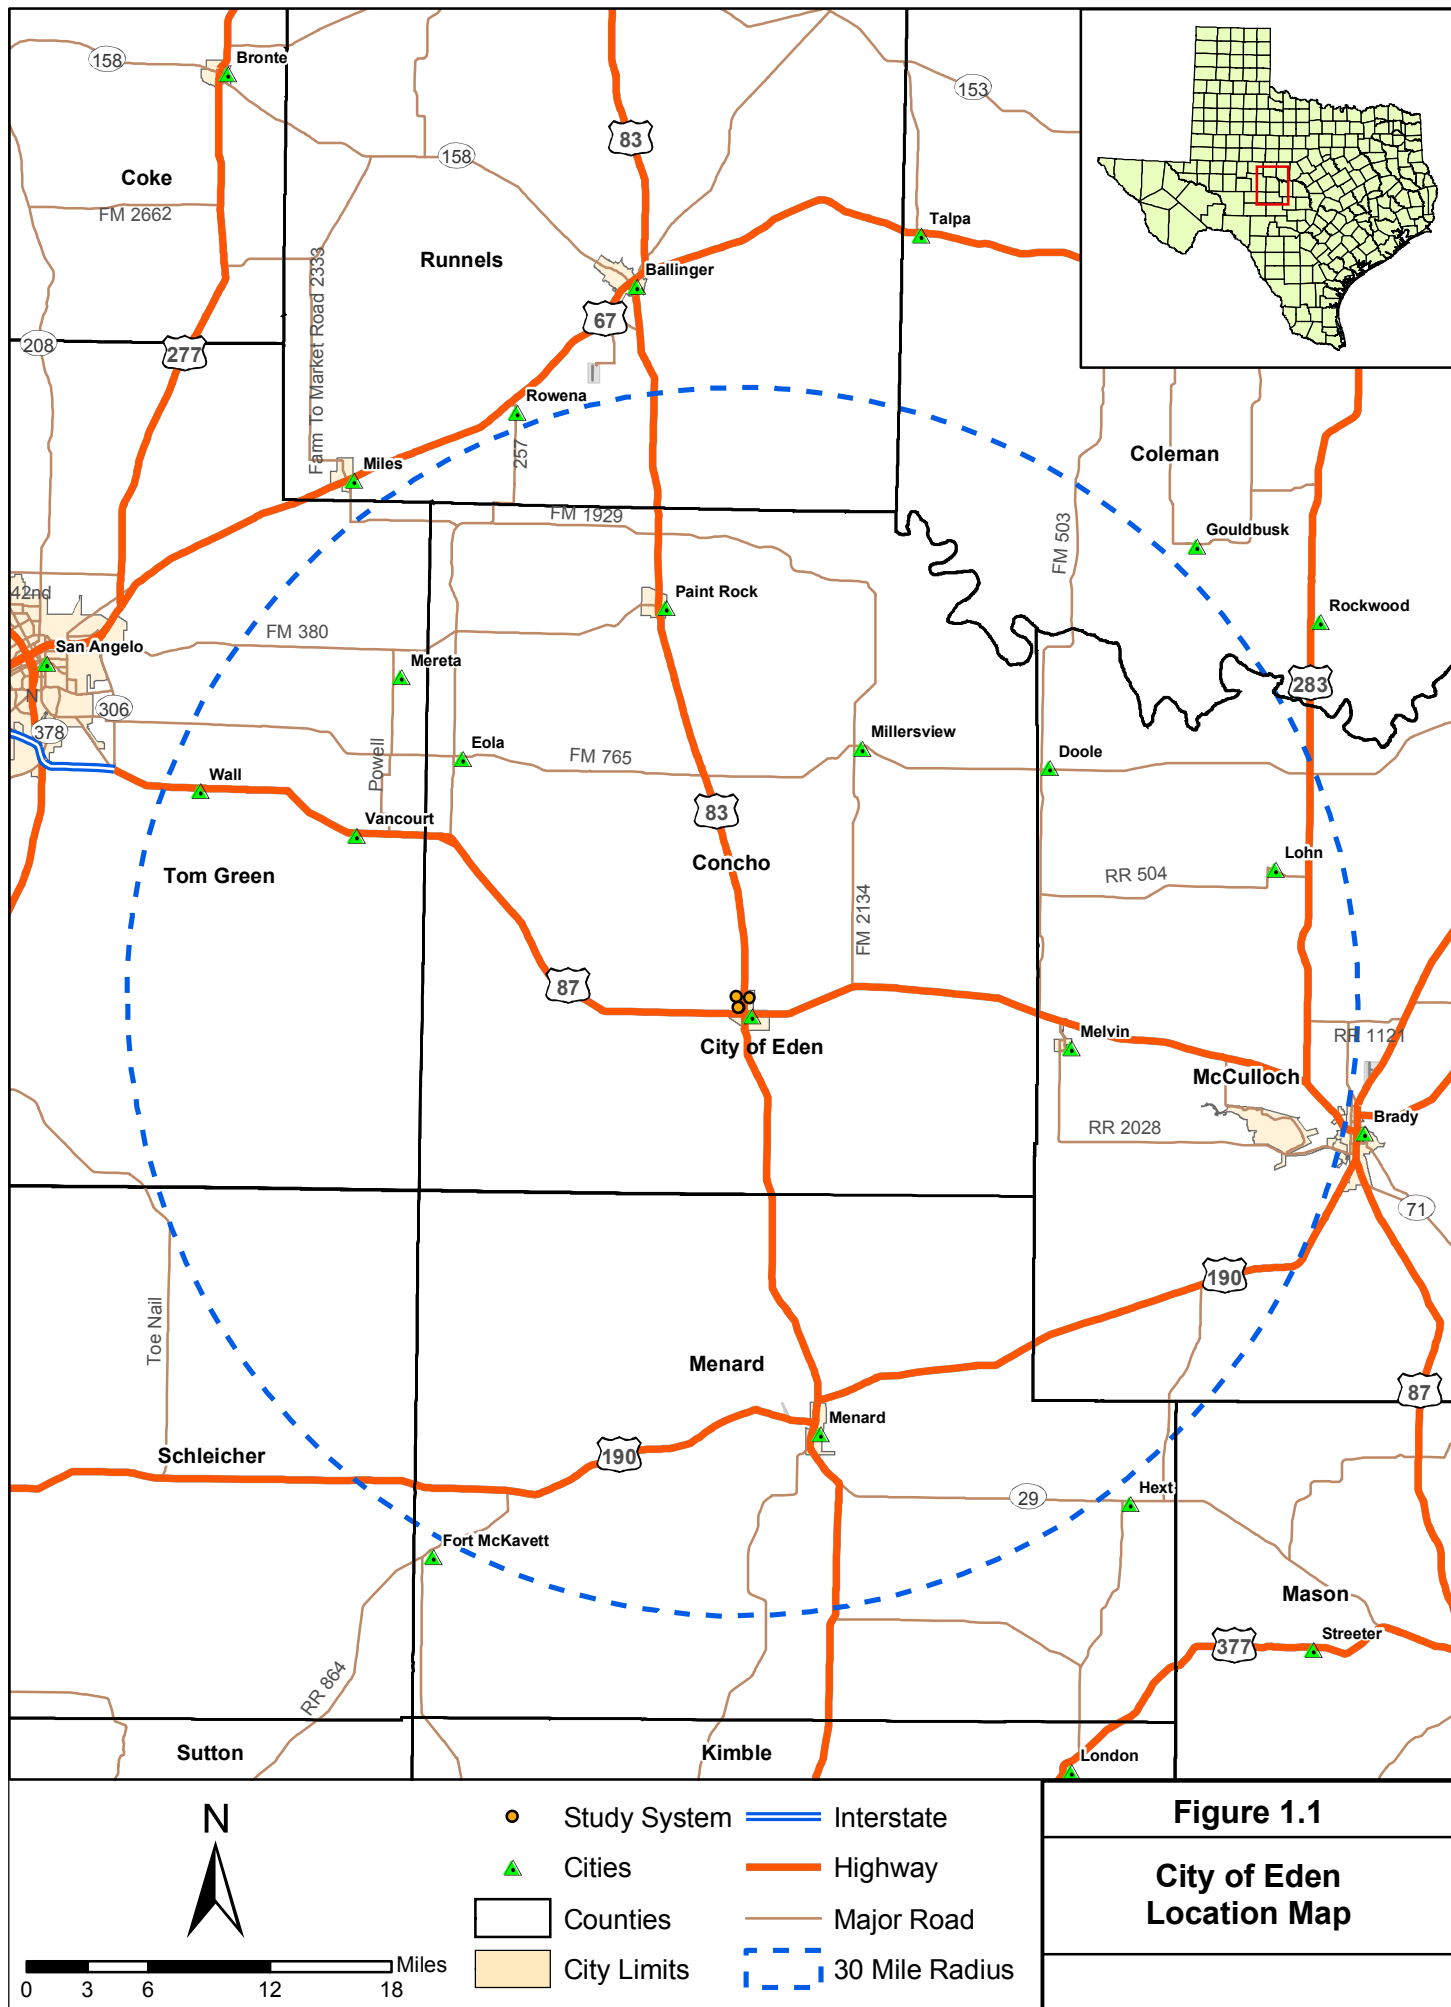 158
Bronte
83
153
Coke
158
FM 2662
Talpa
Runnels
Farm To Market Road 2333
Ballinger
67
208
277
Rowena
257
Miles
Coleman
FM 1929
FM 503
Gouldbusk
42nd
Paint Rock
Rockwood
FM 380
San Angelo
Mereta
283
N
306
378
Powell
Eola
FM 765
Millersview
Doole
Wall
Vancourt
83
Concho
Lohn
Tom Green
RR 504
FM 2134
87
City of Eden
Melvin
RR 1121
McCulloch
H
Brady
RR 2028
71
190
Toe Nail
Menard
87
Menard
Schleicher
190
29
Hext
Fort McKavett
Mason
Streeter
377
RR 864
Sutton
Kimble
London
N
Miles
0 3 6 12 18
Study System
Cities
Counties
City Limits
Interstate
Highway
Major Road
30 Mile Radius
Figure 1.1
City of Eden
Location Map